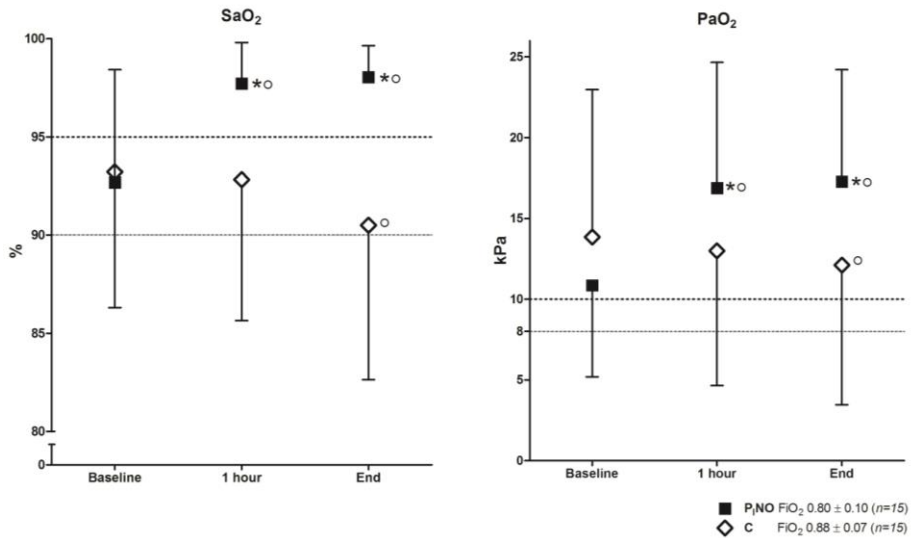 SaO₂
100
95
90
85
80
0
%
*○
*○
○
Baseline 1 hour End
PaO₂
25
20
15
10
8
5
0
kPa
*○
*○
○
Baseline 1 hour End
PᵢNO FiO₂ 0.80 ± 0.10 (n=15)
C FiO₂ 0.88 ± 0.07 (n=15)